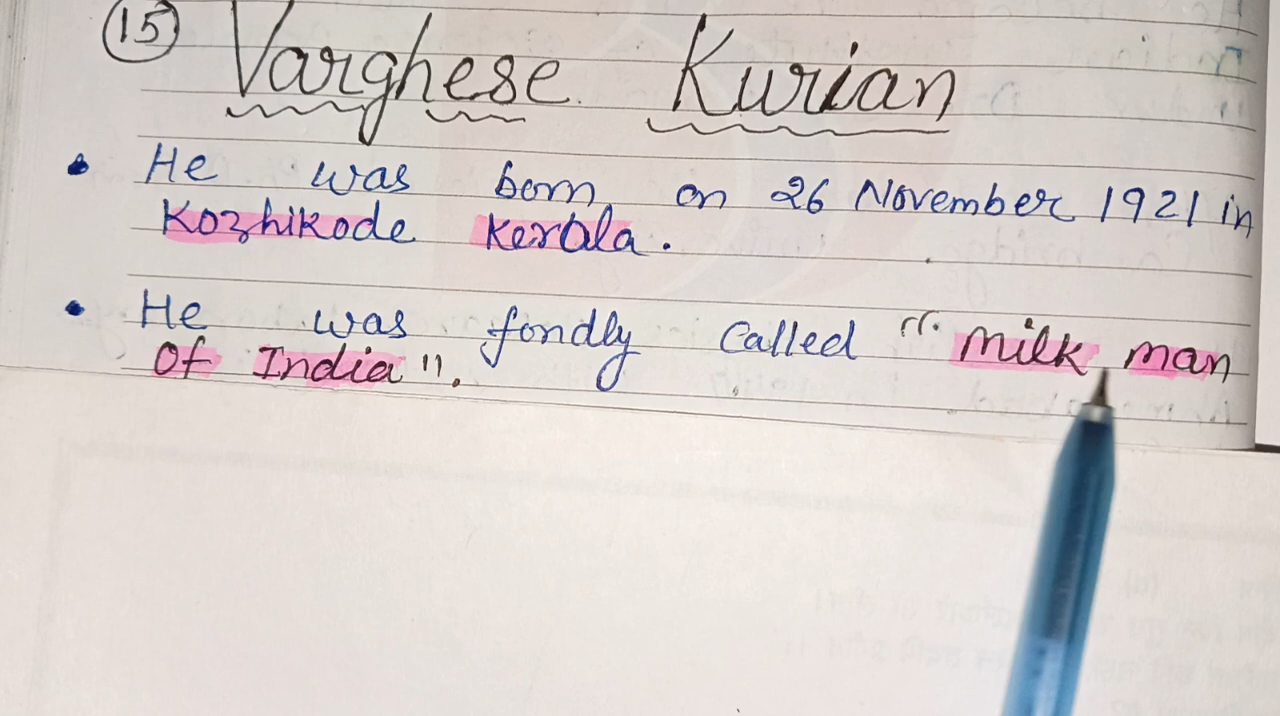 15 Varghese Kurian
• He was born on 26 November 1921 in
Kozhikode Kerala.
• He was fondly called "milk man
Of India".